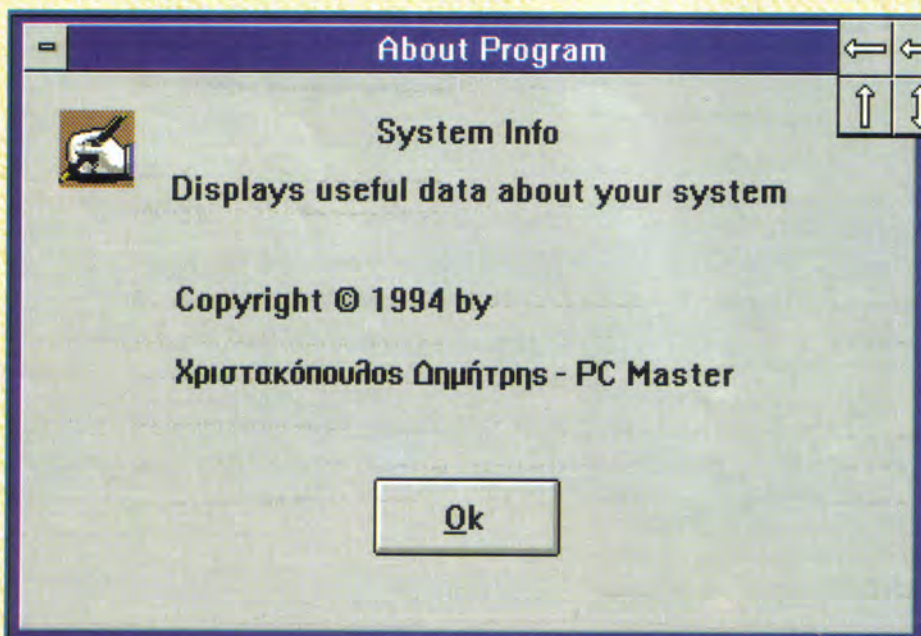 About Program
System Info
Displays useful data about your system
Copyright © 1994 by
Χριστακόπουλος Δημήτρης - PC Master
Ok